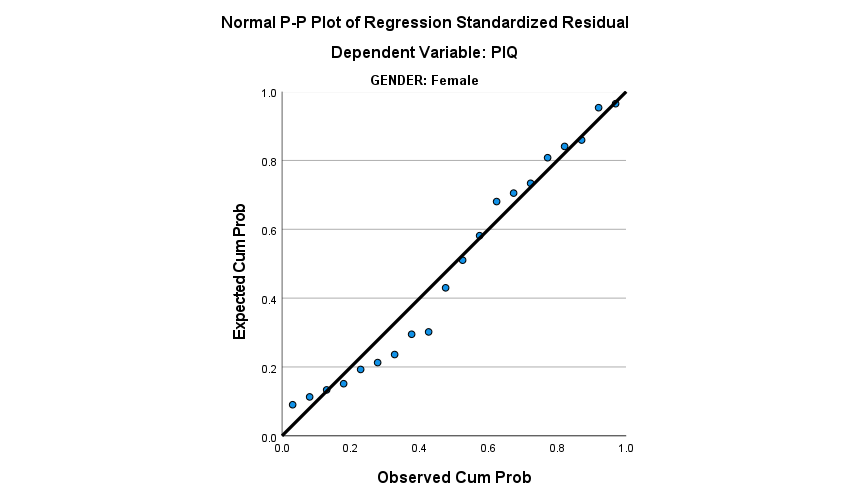 Normal P-P Plot of Regression Standardized Residual
Dependent Variable: PIQ
GENDER: Female
Expected Cum Prob
1.0
0.8
0.6
0.4
0.2
0.0
0.0 0.2 0.4 0.6 0.8 1.0
Observed Cum Prob